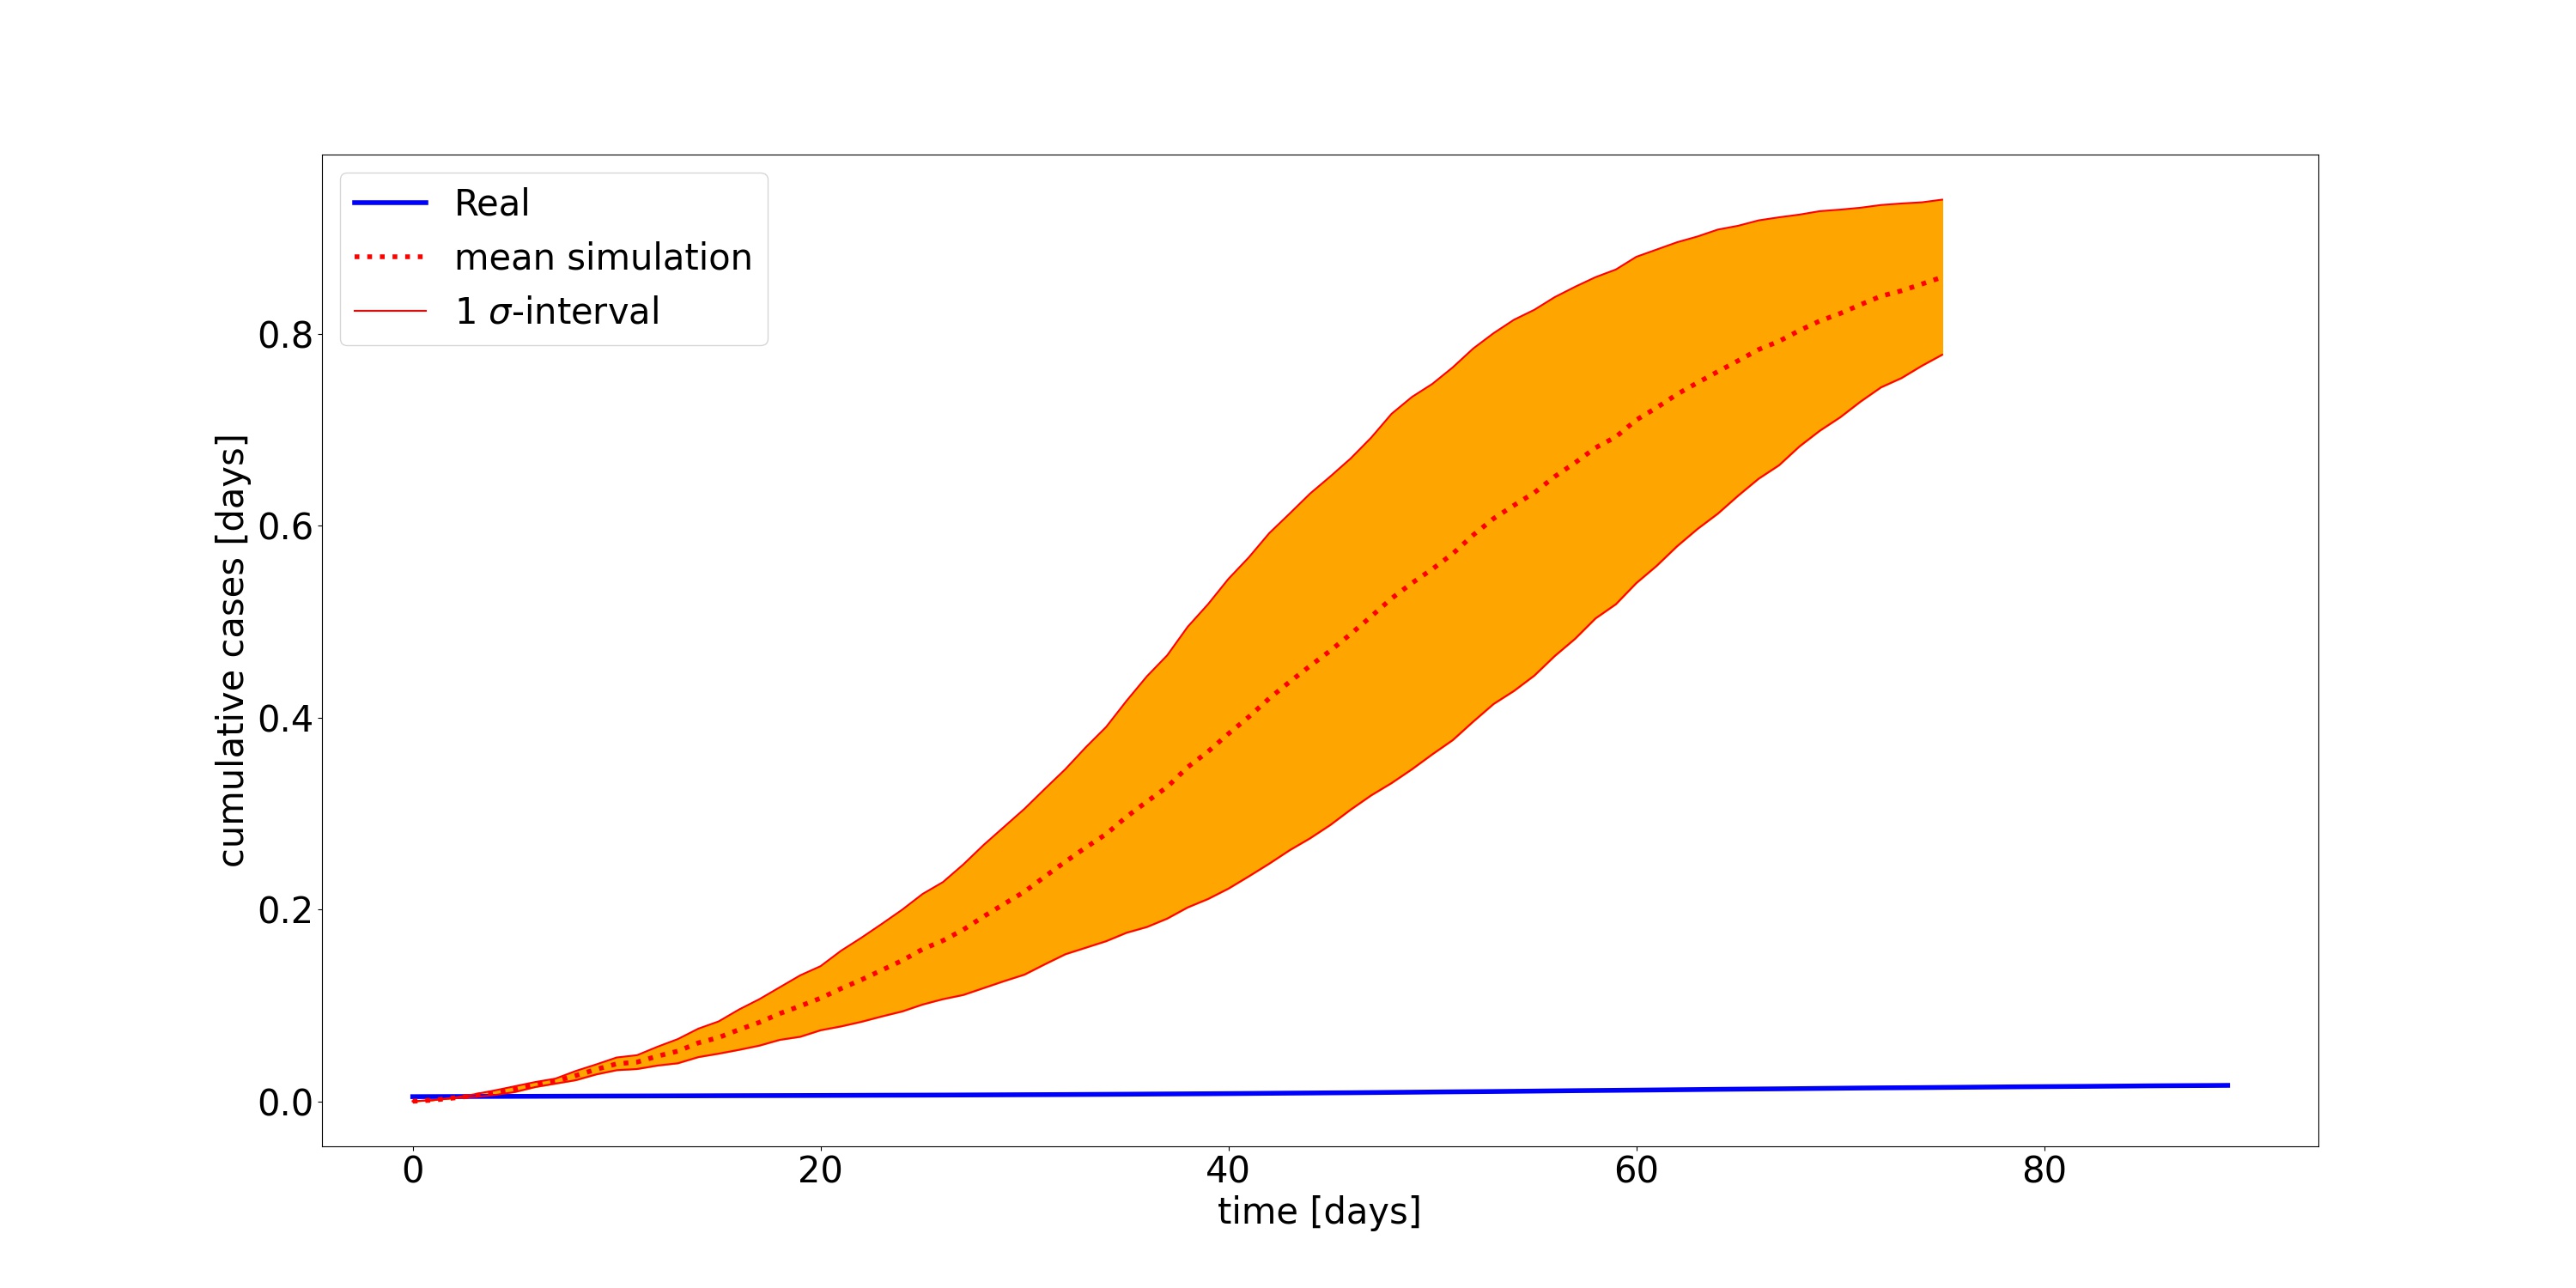 Real
mean simulation
1 σ-interval
cumulative cases [days]
0.8
0.6
0.4
0.2
0.0
0 20 40 60 80
time [days]